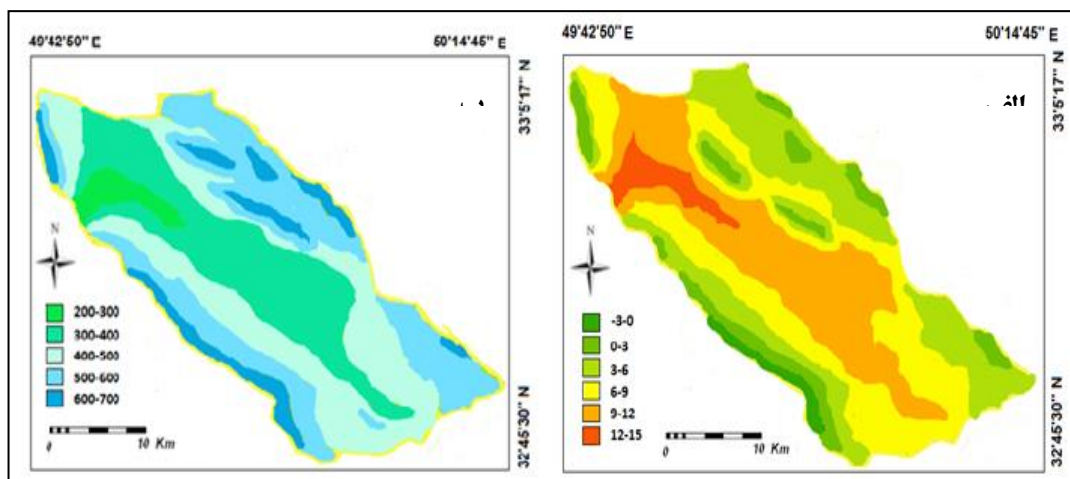 49°42'50" E
50°14'45" E
33°5'17" N
32°45'30" N
N
200-300
300-400
400-500
500-600
600-700
0
10 Km
49°42'50"E
50°14'45" E
33°5'17" N
32°45'30" N
N
-3-0
0-3
3-6
6-9
9-12
12-15
0
10 Km